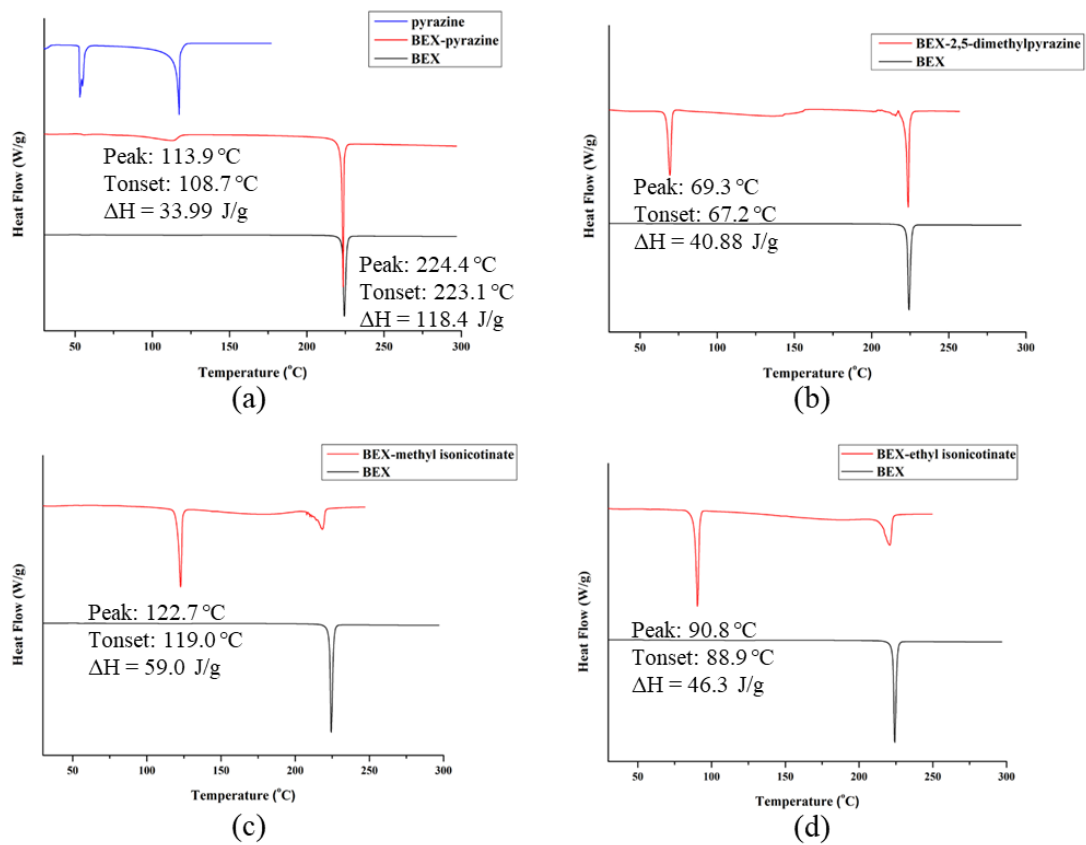 pyrazine
BEX-pyrazine
BEX
Heat Flow (W/g)
Peak: 113.9 °C
Tonset: 108.7 °C
ΔH = 33.99 J/g
Peak: 224.4 °C
Tonset: 223.1 °C
ΔH = 118.4 J/g
50 100 150 200 250 300
Temperature (°C)
(a)
BEX-2,5-dimethylpyrazine
BEX
Heat Flow (W/g)
Peak: 69.3 °C
Tonset: 67.2 °C
ΔH = 40.88 J/g
50 100 150 200 250 300
Temperature (°C)
(b)
BEX-methyl isonicotinate
BEX
Heat Flow (W/g)
Peak: 122.7 °C
Tonset: 119.0 °C
ΔH = 59.0 J/g
50 100 150 200 250 300
Temperature (°C)
(c)
BEX-ethyl isonicotinate
BEX
Heat Flow (W/g)
Peak: 90.8 °C
Tonset: 88.9 °C
ΔH = 46.3 J/g
50 100 150 200 250 300
Temperature (°C)
(d)